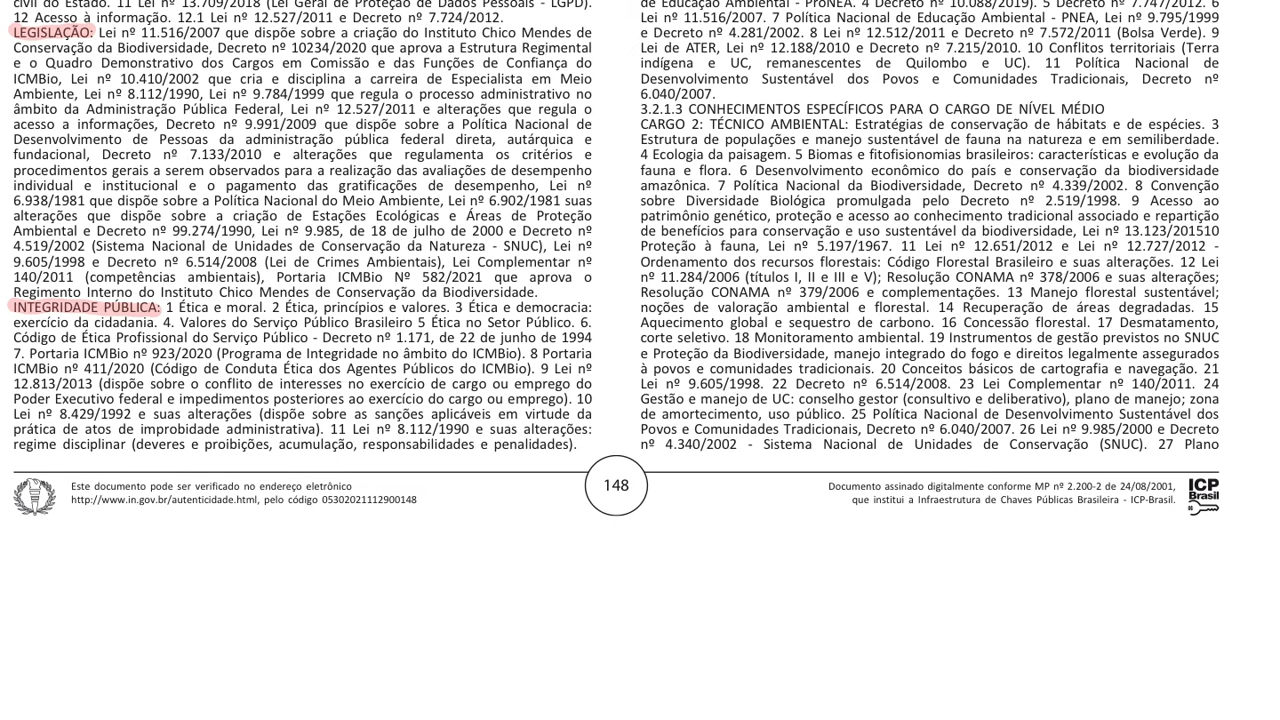 civil do Estado. 11 Lei nº 13.709/2018 (Lei Geral de Proteção de Dados Pessoais - LGPD).
12 Acesso à informação. 12.1 Lei nº 12.527/2011 e Decreto nº 7.724/2012.
LEGISLAÇÃO: Lei nº 11.516/2007 que dispõe sobre a criação do Instituto Chico Mendes de
Conservação da Biodiversidade, Decreto nº 10234/2020 que aprova a Estrutura Regimental
e o Quadro Demonstrativo dos Cargos em Comissão e das Funções de Confiança do
ICMBio, Lei nº 10.410/2002 que cria e disciplina a carreira de Especialista em Meio
Ambiente, Lei nº 8.112/1990, Lei nº 9.784/1999 que regula o processo administrativo no
âmbito da Administração Pública Federal, Lei nº 12.527/2011 e alterações que regula o
acesso a informações, Decreto nº 9.991/2009 que dispõe sobre a Política Nacional de
Desenvolvimento de Pessoas da administração pública federal direta, autárquica e
fundacional, Decreto nº 7.133/2010 e alterações que regulamenta os critérios e
procedimentos gerais a serem observados para a realização das avaliações de desempenho
individual e institucional e o pagamento das gratificações de desempenho, Lei nº
6.938/1981 que dispõe sobre a Política Nacional do Meio Ambiente, Lei nº 6.902/1981 suas
alterações que dispõe sobre a criação de Estações Ecológicas e Áreas de Proteção
Ambiental e Decreto nº 99.274/1990, Lei nº 9.985, de 18 de julho de 2000 e Decreto nº
4.519/2002 (Sistema Nacional de Unidades de Conservação da Natureza - SNUC), Lei nº
9.605/1998 e Decreto nº 6.514/2008 (Lei de Crimes Ambientais), Lei Complementar nº
140/2011 (competências ambientais), Portaria ICMBio Nº 582/2021 que aprova o
Regimento Interno do Instituto Chico Mendes de Conservação da Biodiversidade.
INTEGRIDADE PÚBLICA: 1 Ética e moral. 2 Ética, princípios e valores. 3 Ética e democracia:
exercício da cidadania. 4. Valores do Serviço Público Brasileiro 5 Ética no Setor Público. 6.
Código de Ética Profissional do Serviço Público - Decreto nº 1.171, de 22 de junho de 1994
7. Portaria ICMBio nº 923/2020 (Programa de Integridade no âmbito do ICMBio). 8 Portaria
ICMBio nº 411/2020 (Código de Conduta Ética dos Agentes Públicos do ICMBio). 9 Lei nº
12.813/2013 (dispõe sobre o conflito de interesses no exercício de cargo ou emprego do
Poder Executivo federal e impedimentos posteriores ao exercício do cargo ou emprego). 10
Lei nº 8.429/1992 e suas alterações (dispõe sobre as sanções aplicáveis em virtude da
prática de atos de improbidade administrativa). 11 Lei nº 8.112/1990 e suas alterações:
regime disciplinar (deveres e proibições, acumulação, responsabilidades e penalidades).
de Educação Ambiental - ProNEA. 4 Decreto nº 10.088/2019). 5 Decreto nº 7.747/2012. 6
Lei nº 11.516/2007. 7 Política Nacional de Educação Ambiental - PNEA, Lei nº 9.795/1999
e Decreto nº 4.281/2002. 8 Lei nº 12.512/2011 e Decreto nº 7.572/2011 (Bolsa Verde). 9
Lei de ATER, Lei nº 12.188/2010 e Decreto nº 7.215/2010. 10 Conflitos territoriais (Terra
indígena e UC, remanescentes de Quilombo e UC). 11 Política Nacional de
Desenvolvimento Sustentável dos Povos e Comunidades Tradicionais, Decreto nº
6.040/2007.
3.2.1.3 CONHECIMENTOS ESPECÍFICOS PARA O CARGO DE NÍVEL MÉDIO
CARGO 2: TÉCNICO AMBIENTAL: Estratégias de conservação de hábitats e de espécies. 3
Estrutura de populações e manejo sustentável de fauna na natureza e em semiliberdade.
4 Ecologia da paisagem. 5 Biomas e fitofisionomias brasileiros: características e evolução da
fauna e flora. 6 Desenvolvimento econômico do país e conservação da biodiversidade
amazônica. 7 Política Nacional da Biodiversidade, Decreto nº 4.339/2002. 8 Convenção
sobre Diversidade Biológica promulgada pelo Decreto nº 2.519/1998. 9 Acesso ao
patrimônio genético, proteção e acesso ao conhecimento tradicional associado e repartição
de benefícios para conservação e uso sustentável da biodiversidade, Lei nº 13.123/201510
Proteção à fauna, Lei nº 5.197/1967. 11 Lei nº 12.651/2012 e Lei nº 12.727/2012 -
Ordenamento dos recursos florestais: Código Florestal Brasileiro e suas alterações. 12 Lei
nº 11.284/2006 (títulos I, II e III e V); Resolução CONAMA nº 378/2006 e suas alterações;
Resolução CONAMA nº 379/2006 e complementações. 13 Manejo florestal sustentável;
noções de valoração ambiental e florestal. 14 Recuperação de áreas degradadas. 15
Aquecimento global e sequestro de carbono. 16 Concessão florestal. 17 Desmatamento,
corte seletivo. 18 Monitoramento ambiental. 19 Instrumentos de gestão previstos no SNUC
e Proteção da Biodiversidade, manejo integrado do fogo e direitos legalmente assegurados
à povos e comunidades tradicionais. 20 Conceitos básicos de cartografia e navegação. 21
Lei nº 9.605/1998. 22 Decreto nº 6.514/2008. 23 Lei Complementar nº 140/2011. 24
Gestão e manejo de UC: conselho gestor (consultivo e deliberativo), plano de manejo; zona
de amortecimento, uso público. 25 Política Nacional de Desenvolvimento Sustentável dos
Povos e Comunidades Tradicionais, Decreto nº 6.040/2007. 26 Lei nº 9.985/2000 e Decreto
nº 4.340/2002 - Sistema Nacional de Unidades de Conservação (SNUC). 27 Plano
Este documento pode ser verificado no endereço eletrônico
http://www.in.gov.br/autenticidade.html, pelo código 05302021112900148
148
Documento assinado digitalmente conforme MP nº 2.200-2 de 24/08/2001,
que institui a Infraestrutura de Chaves Públicas Brasileira - ICP-Brasil.
ICP
Brasil